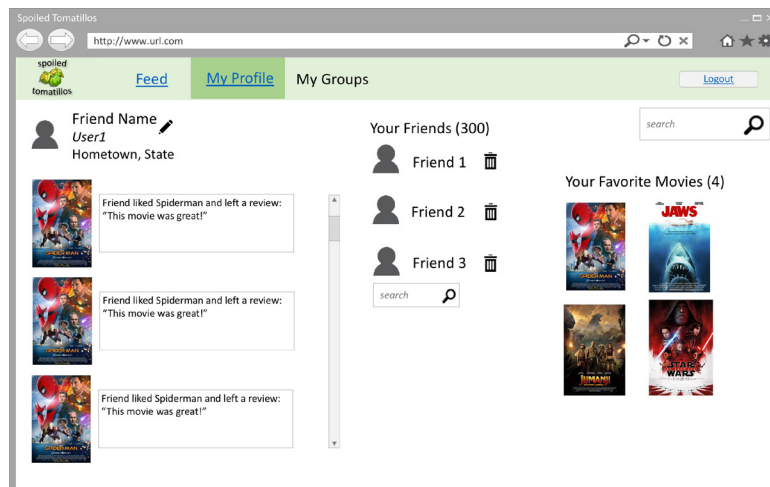 Spoiled Tomatillos
http://www.url.com
spoiled
tomatillos
Feed
My Profile
My Groups
Logout
Friend Name
User1
Hometown, State
Friend liked Spiderman and left a review:
“This movie was great!”
Friend liked Spiderman and left a review:
“This movie was great!”
Friend liked Spiderman and left a review:
“This movie was great!”
Your Friends (300)
Friend 1
Friend 2
Friend 3
search
search
Your Favorite Movies (4)
SPIDER-MAN
JAWS
JUMANJI
STAR
WARS